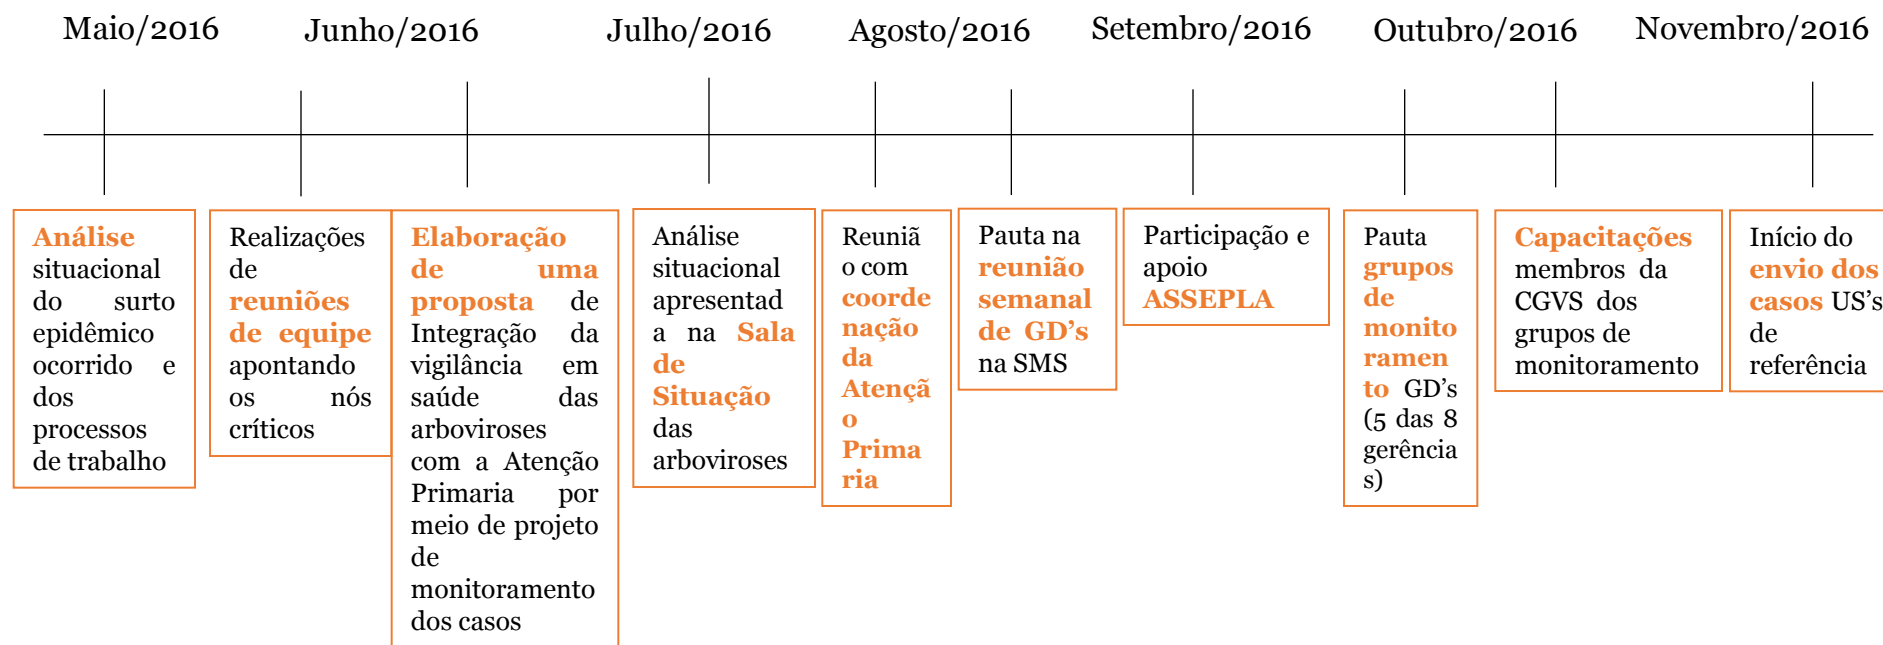 Maio/2016
Junho/2016
Julho/2016
Agosto/2016
Setembro/2016
Outubro/2016
Novembro/2016
Análise
situacional
do surto
epidêmico
ocorrido e
dos
processos
de trabalho
Realizações
de
reuniões
de equipe
apontando
os nós
críticos
Elaboração
de uma
proposta de
Integração da
vigilância em
saúde das
arboviroses
com a Atenção
Primaria por
meio de projeto
de
monitoramento
dos casos
Análise
situacional
apresentad
a na Sala
de
Situação
das
arboviroses
Reuniã
o com
coorde
nação
da
Atençã
o
Prima
ria
Pauta na
reunião
semanal
de GD’s
na SMS
Participação e
apoio
ASSEPLA
Pauta
grupos
de
monito
ramen
to GD’s
(5 das 8
gerência
s)
Capacitações
membros da
CGVS dos
grupos de
monitoramento
Início do
envio dos
casos US’s
de
referência